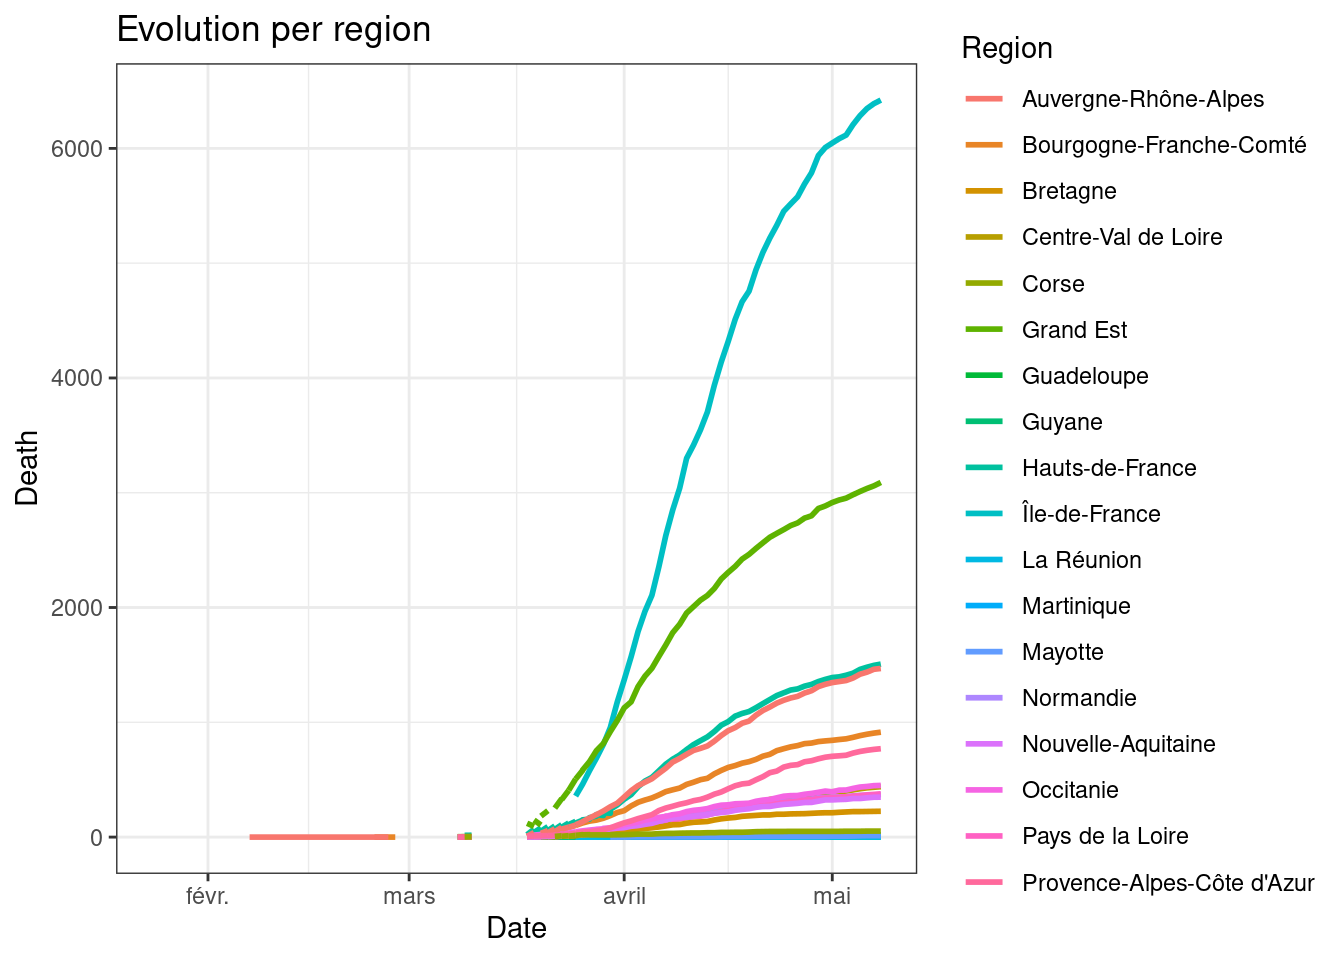 Evolution per region
Death
6000
4000
2000
0
févr.
mars
avril
mai
Date
Region
Auvergne-Rhône-Alpes
Bourgogne-Franche-Comté
Bretagne
Centre-Val de Loire
Corse
Grand Est
Guadeloupe
Guyane
Hauts-de-France
Île-de-France
La Réunion
Martinique
Mayotte
Normandie
Nouvelle-Aquitaine
Occitanie
Pays de la Loire
Provence-Alpes-Côte d'Azur